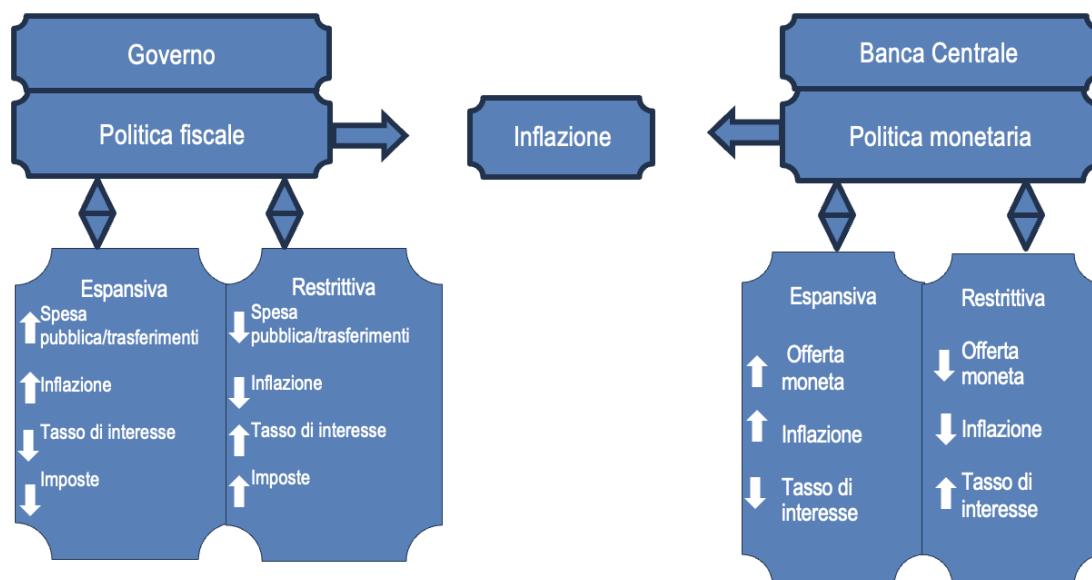 Governo
Politica fiscale
Inflazione
Banca Centrale
Politica monetaria
Espansiva
Spesa
pubblica/trasferimenti
Inflazione
Tasso di interesse
Imposte
Restrittiva
Spesa
pubblica/trasferimenti
Inflazione
Tasso di interesse
Imposte
Espansiva
Offerta
moneta
Inflazione
Tasso di
interesse
Restrittiva
Offerta
moneta
Inflazione
Tasso di
interesse